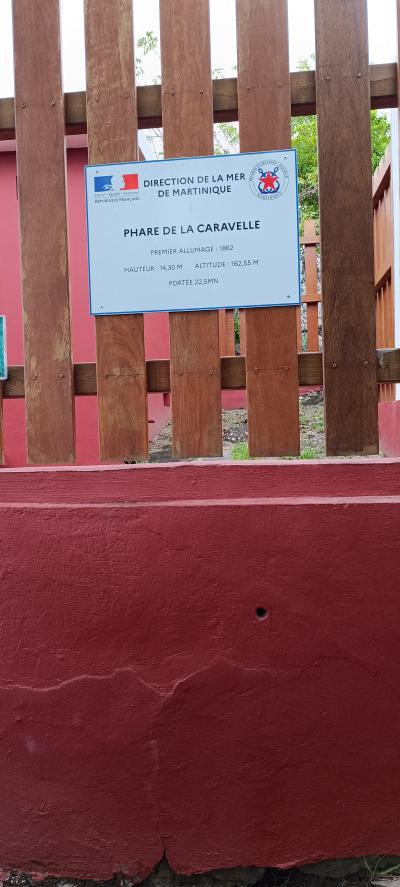 DIRECTION DE LA MER
DE MARTINIQUE
RÉPUBLIQUE FRANÇAISE
PHARE DE LA CARAVELLE
PREMIER ALLUMAGE : 1862
HAUTEUR : 14,30 M ALTITUDE : 162,55 M
PORTÉE 22,5MN